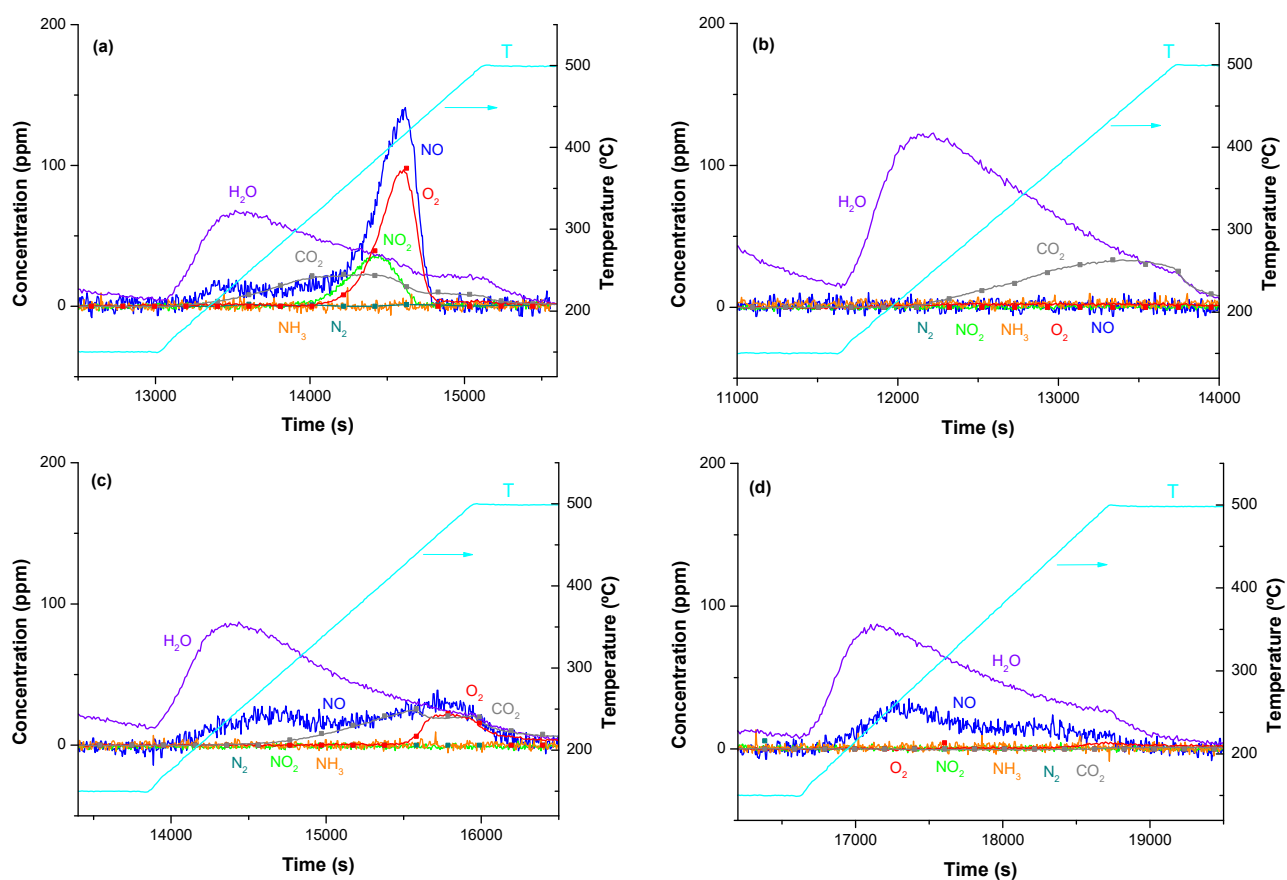 (a)
T
NO
O₂
H₂O
NO₂
CO₂
NH₃
N₂
200
100
0
Concentration (ppm)
500
400
300
200
Temperature (ºC)
13000 14000 15000
Time (s)
(b)
T
H₂O
CO₂
N₂ NO₂ NH₃ O₂ NO
200
100
0
Concentration (ppm)
500
400
300
200
Temperature (ºC)
11000 12000 13000 14000
Time (s)
(c)
T
H₂O
NO
O₂
CO₂
N₂ NO₂ NH₃
200
100
0
Concentration (ppm)
500
400
300
200
Temperature (ºC)
14000 15000 16000
Time (s)
(d)
T
H₂O
NO
O₂ NO₂ NH₃ N₂ CO₂
200
100
0
Concentration (ppm)
500
400
300
200
Temperature (ºC)
17000 18000 19000
Time (s)